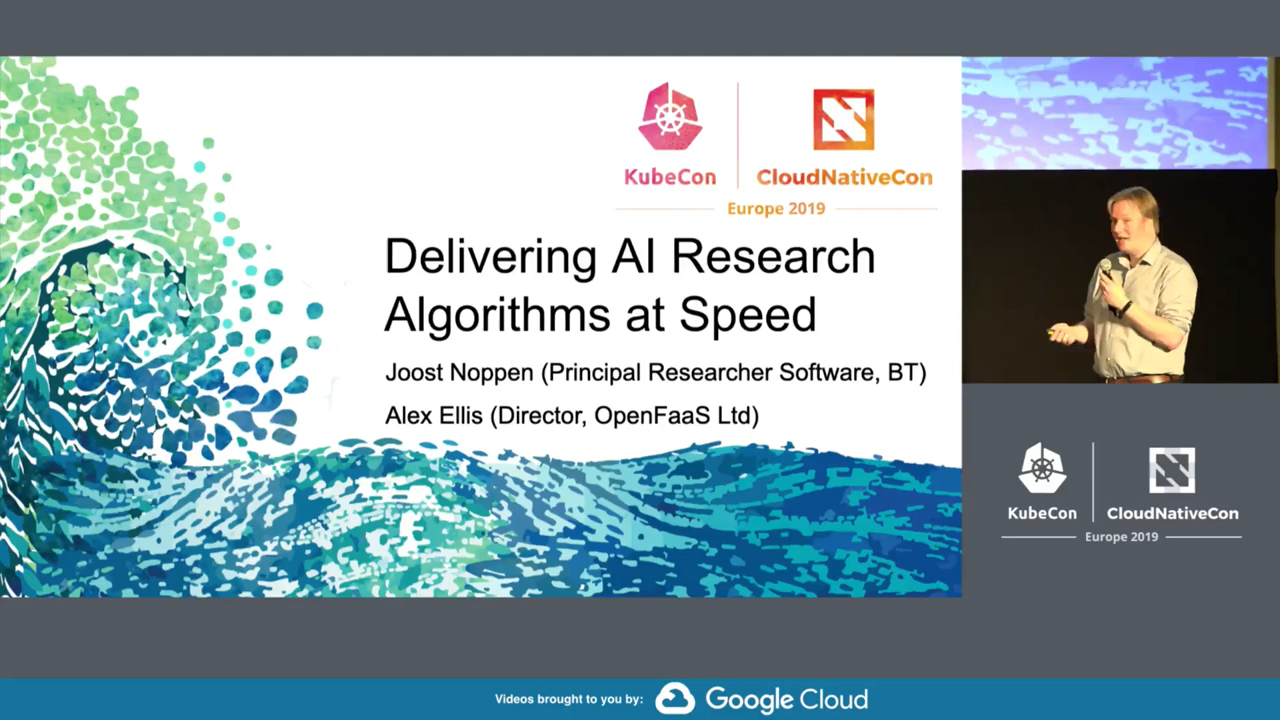 KubeCon
CloudNativeCon
Europe 2019
Delivering AI Research
Algorithms at Speed
Joost Noppen (Principal Researcher Software, BT)
Alex Ellis (Director, OpenFaaS Ltd)
KubeCon
CloudNativeCon
Europe 2019
Videos brought to you by:
Google Cloud